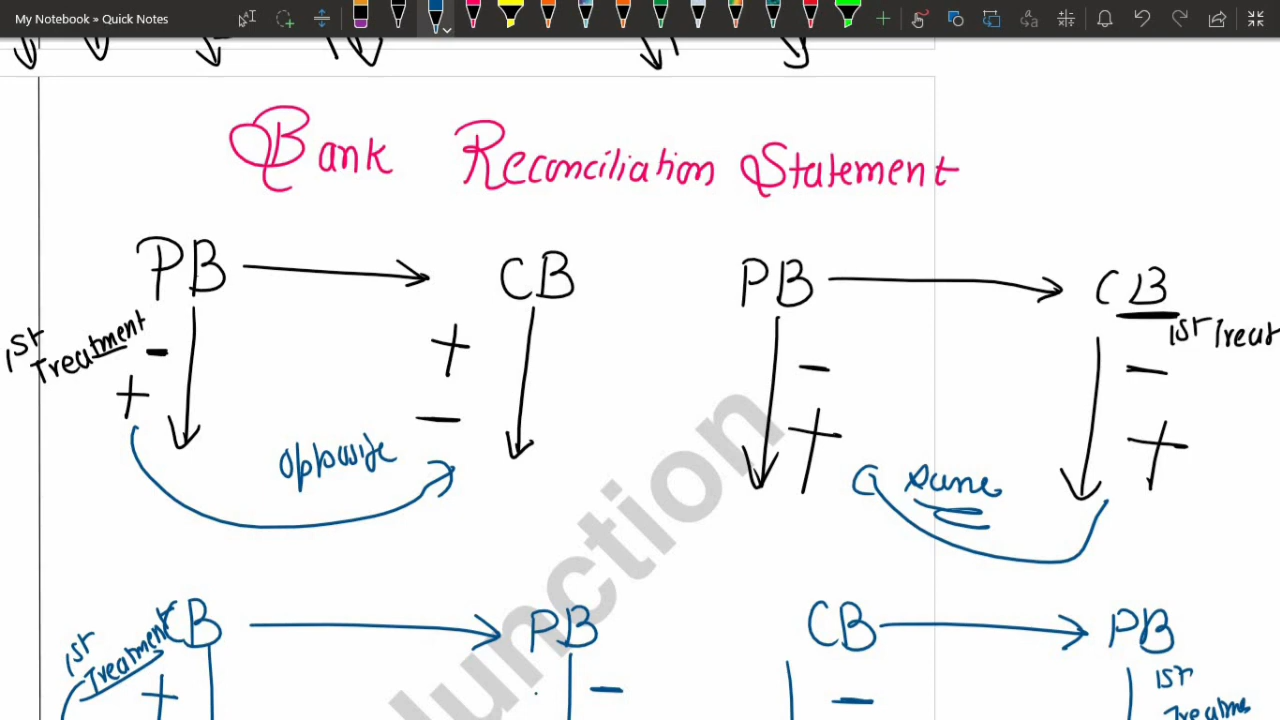 My Notebook » Quick Notes
Bank Reconciliation Statement
PB → CB PB → CB
1st Treatment - + - - 1st Treat
+ - + +
opposite same
CB → PB CB → PB
1st Treatment + - - 1st Treatme
Junction